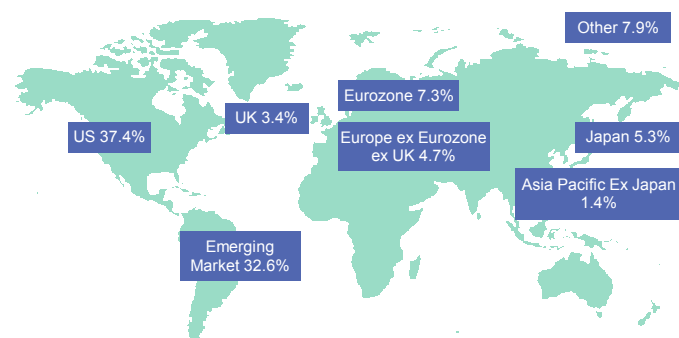 Other 7.9%
Eurozone 7.3%
UK 3.4%
US 37.4%
Europe ex Eurozone
ex UK 4.7%
Japan 5.3%
Asia Pacific Ex Japan
1.4%
Emerging
Market 32.6%